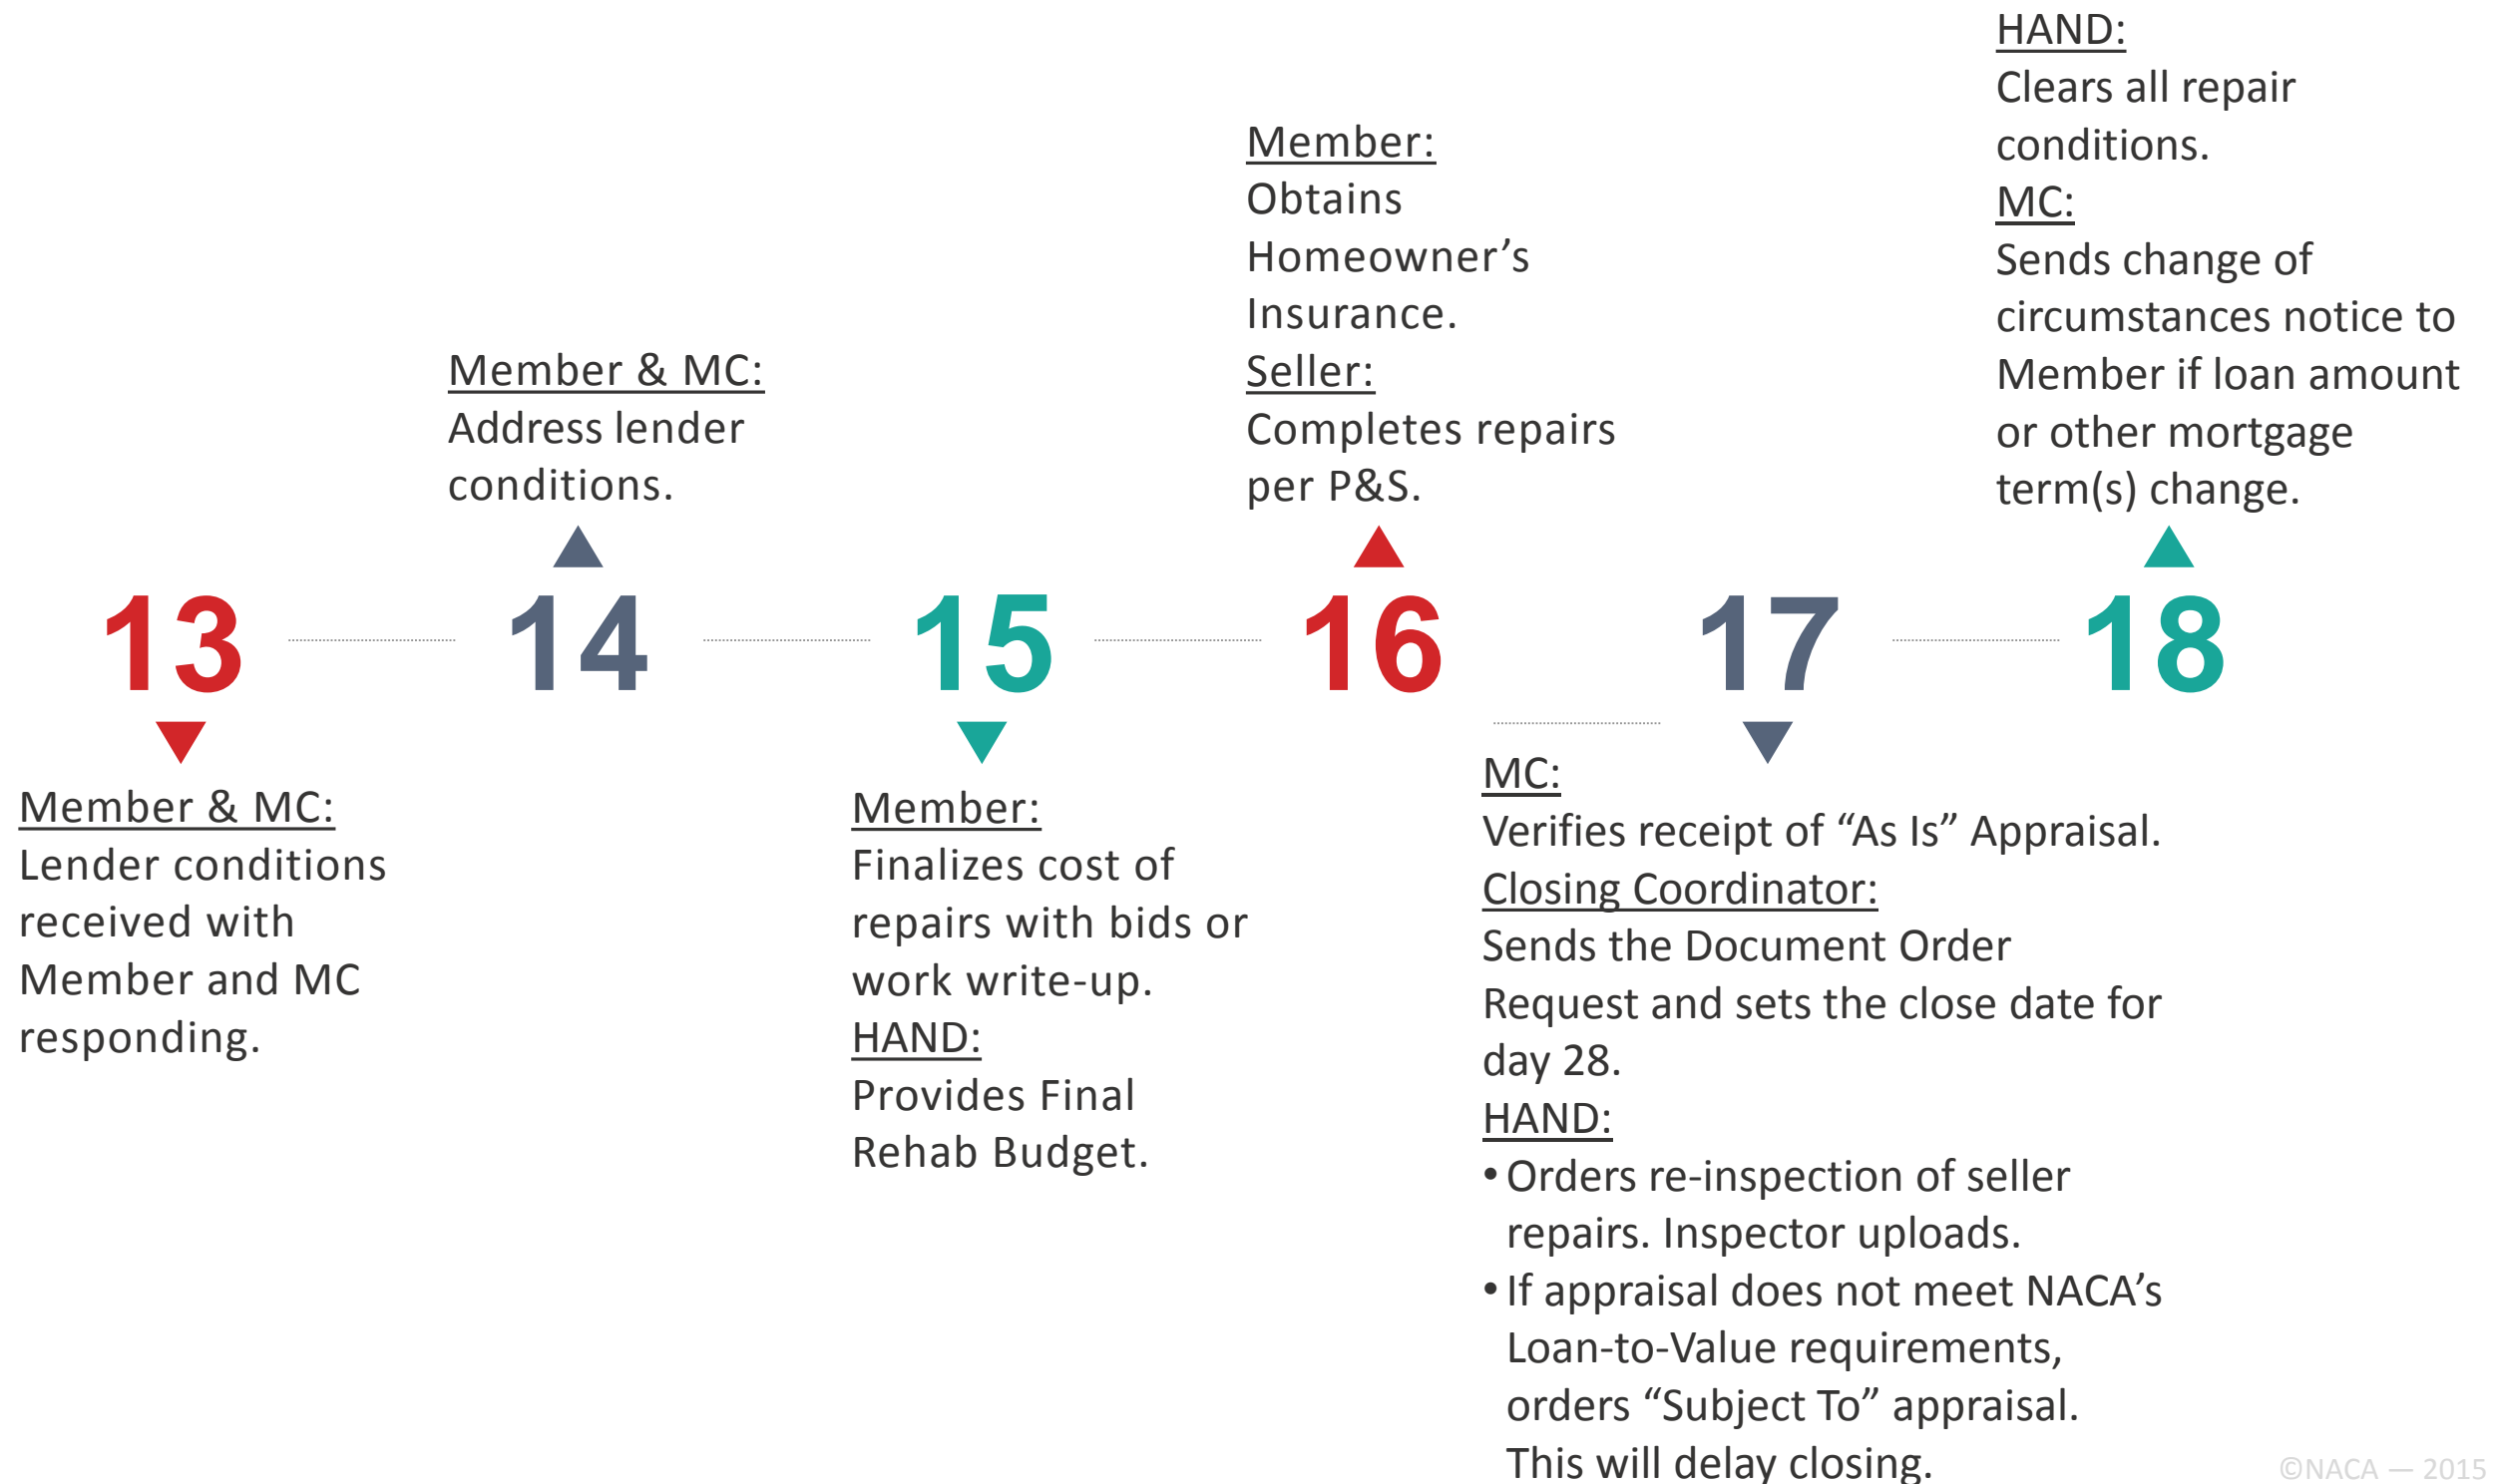 13
Member & MC:
Lender conditions
received with
Member and MC
responding.
Member & MC:
Address lender
conditions.
14
15
Member:
Finalizes cost of
repairs with bids or
work write-up.
HAND:
Provides Final
Rehab Budget.
Member:
Obtains
Homeowner’s
Insurance.
Seller:
Completes repairs
per P&S.
16
17
MC:
Verifies receipt of “As Is” Appraisal.
Closing Coordinator:
Sends the Document Order
Request and sets the close date for
day 28.
HAND:
• Orders re-inspection of seller
repairs. Inspector uploads.
• If appraisal does not meet NACA’s
Loan-to-Value requirements,
orders “Subject To” appraisal.
This will delay closing.
HAND:
Clears all repair
conditions.
MC:
Sends change of
circumstances notice to
Member if loan amount
or other mortgage
term(s) change.
18
©NACA — 2015